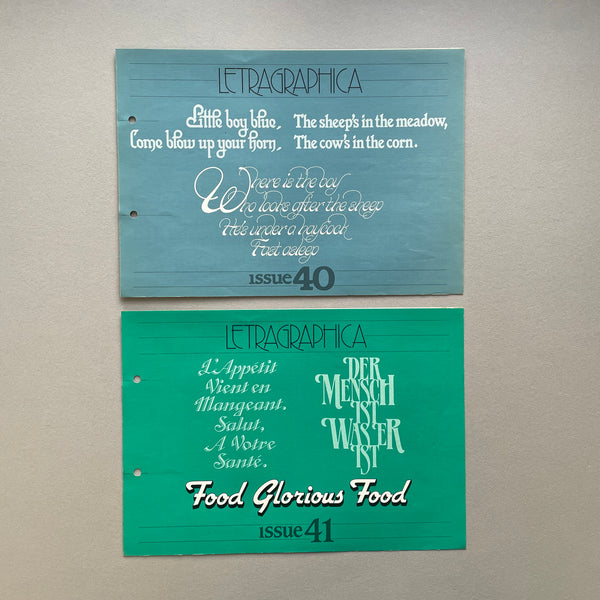 LETRAGRAPHICA
Little boy blue, The sheep's in the meadow,
Come blow up your horn, The cow's in the corn.
Where is the boy
Who looks after the sheep
He's under a haycock
Fast asleep
issue 40
LETRAGRAPHICA
L'Appétit
Vient en
Mangeant.
Salut,
A Votre
Santé.
DER
MENSCH
IST
WAS ER
IST
Food Glorious Food
issue 41